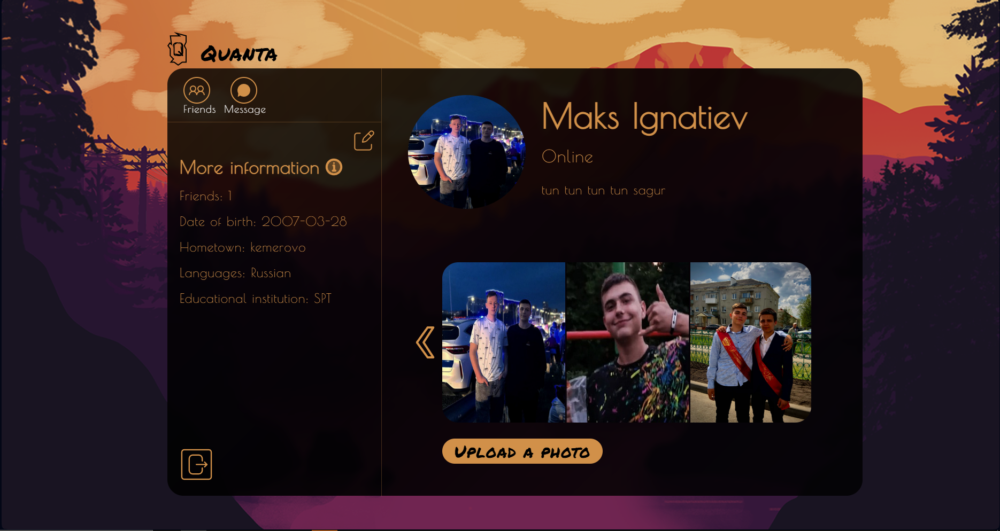 Quanta
Friends
Message
More information
Friends: 1
Date of birth: 2007-03-28
Hometown: kemerovo
Languages: Russian
Educational institution: SPT
Maks Ignatiev
Online
tun tun tun tun sagur
Upload a photo